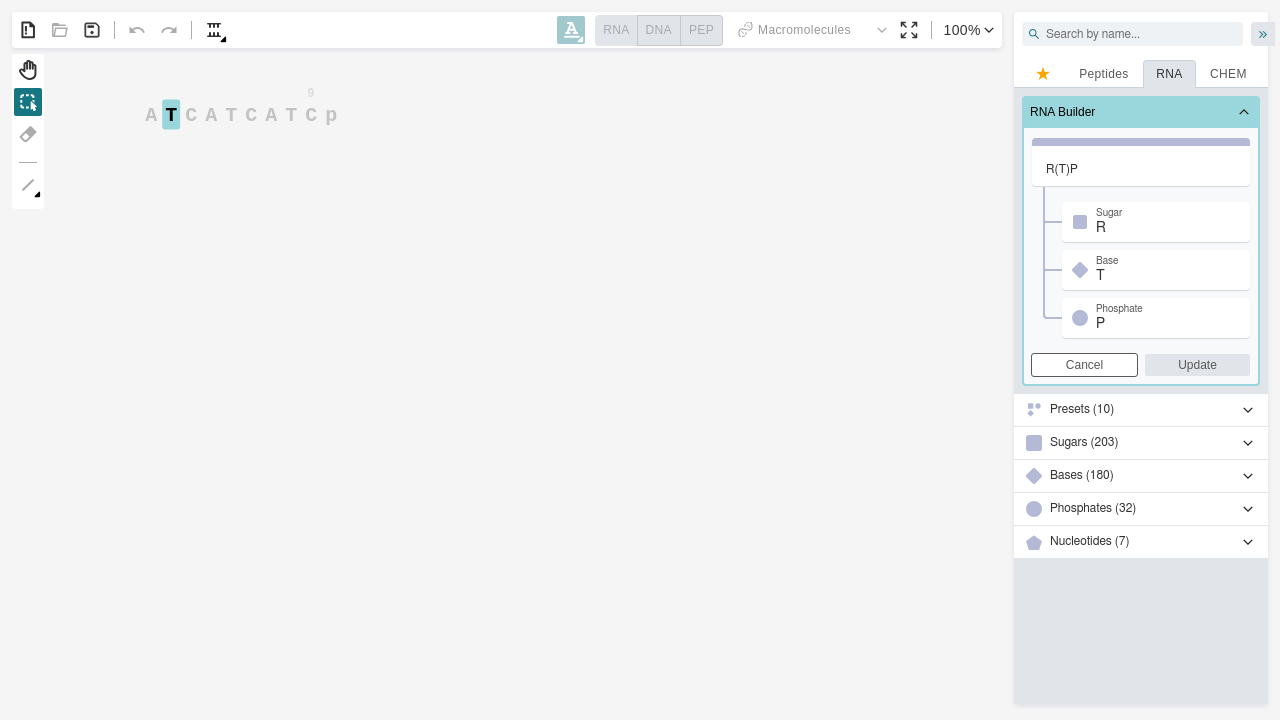 RNA
DNA
PEP
Macromolecules
100%
Search by name...
Peptides
RNA
CHEM
9
ATCATCATCp
RNA Builder
R(T)P
Sugar
R
Base
T
Phosphate
P
Cancel
Update
Presets (10)
Sugars (203)
Bases (180)
Phosphates (32)
Nucleotides (7)